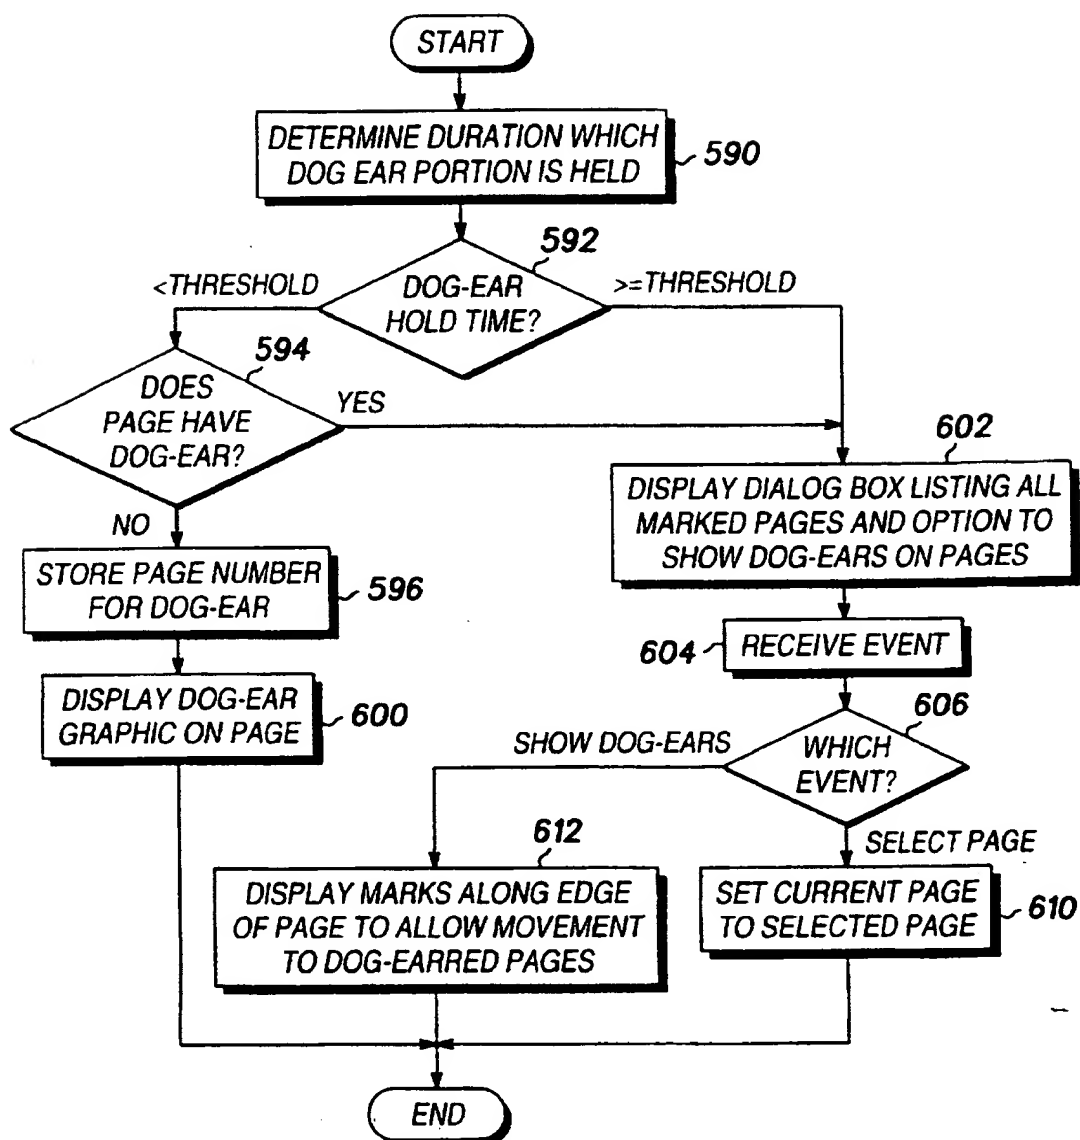 START
DETERMINE DURATION WHICH
DOG EAR PORTION IS HELD
590
592
<THRESHOLD
DOG-EAR
HOLD TIME?
>=THRESHOLD
594
DOES
PAGE HAVE
DOG-EAR?
YES
NO
602
DISPLAY DIALOG BOX LISTING ALL
MARKED PAGES AND OPTION TO
SHOW DOG-EARS ON PAGES
STORE PAGE NUMBER
FOR DOG-EAR
596
604
RECEIVE EVENT
DISPLAY DOG-EAR
GRAPHIC ON PAGE
600
606
SHOW DOG-EARS
WHICH
EVENT?
SELECT PAGE
612
DISPLAY MARKS ALONG EDGE
OF PAGE TO ALLOW MOVEMENT
TO DOG-EARRED PAGES
SET CURRENT PAGE
TO SELECTED PAGE
610
END